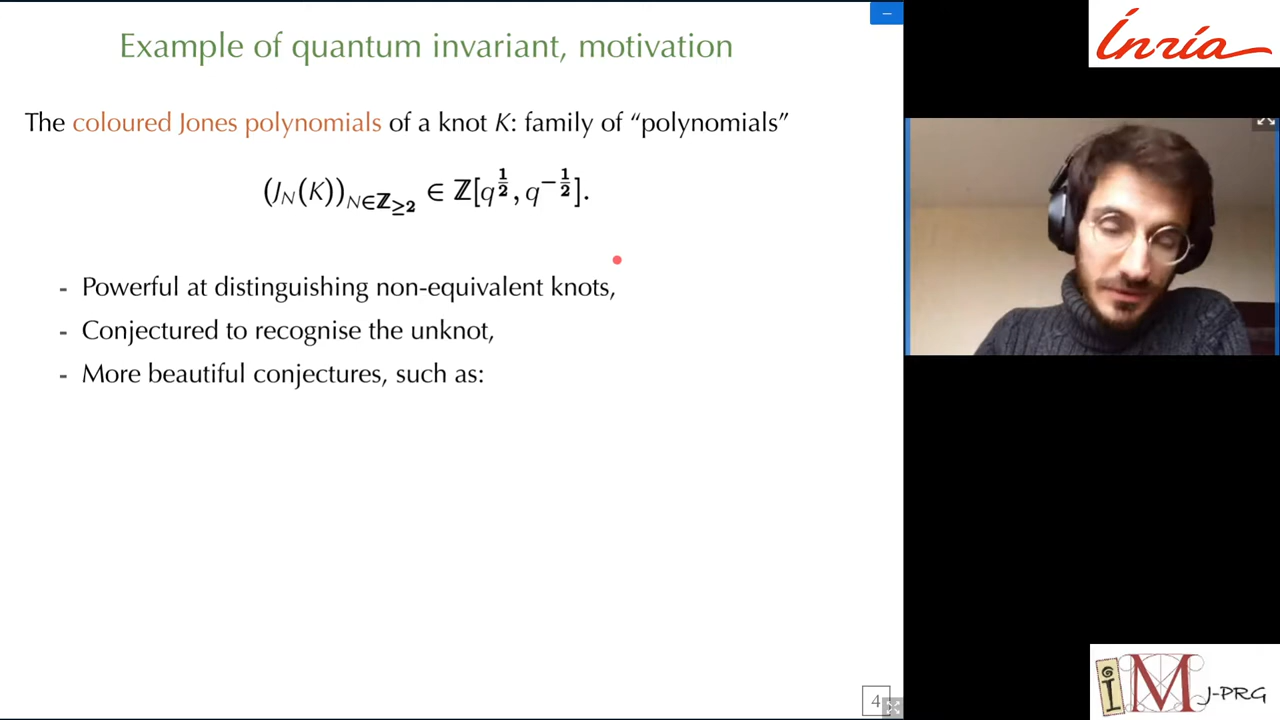 Example of quantum invariant, motivation
The coloured Jones polynomials of a knot K: family of “polynomials”
(J_N(K))_{N∈ℤ≥2} ∈ ℤ[q^{1/2}, q^{-1/2}].
- Powerful at distinguishing non-equivalent knots,
- Conjectured to recognise the unknot,
- More beautiful conjectures, such as:
4
Inría
IMJ-PRG